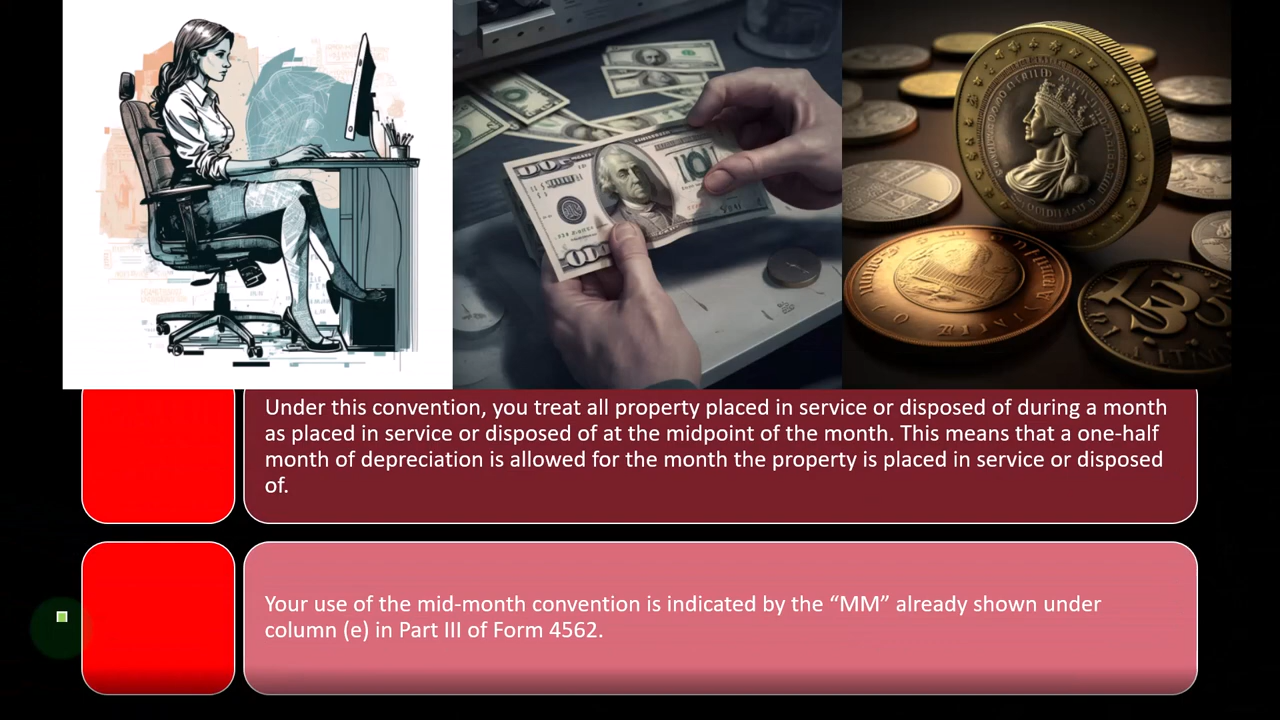 Under this convention, you treat all property placed in service or disposed of during a month
as placed in service or disposed of at the midpoint of the month. This means that a one-half
month of depreciation is allowed for the month the property is placed in service or disposed
of.
Your use of the mid-month convention is indicated by the “MM” already shown under
column (e) in Part III of Form 4562.